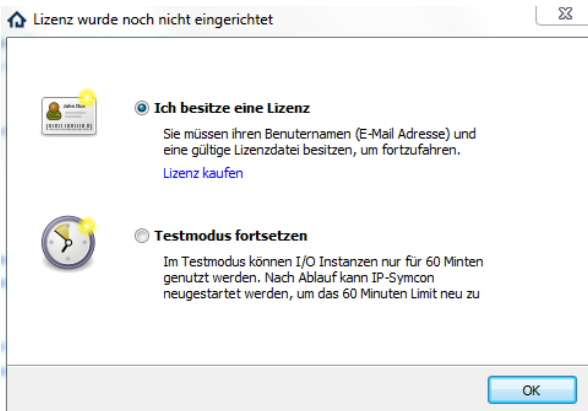 Lizenz wurde noch nicht eingerichtet
John Doe
Ich besitze eine Lizenz
Sie müssen ihren Benuternamen (E-Mail Adresse) und
eine gültige Lizenzdatei besitzen, um fortzufahren.
Lizenz kaufen
Testmodus fortsetzen
Im Testmodus können I/O Instanzen nur für 60 Minten
genutzt werden. Nach Ablauf kann IP-Symcon
neugestartet werden, um das 60 Minuten Limit neu zu
OK